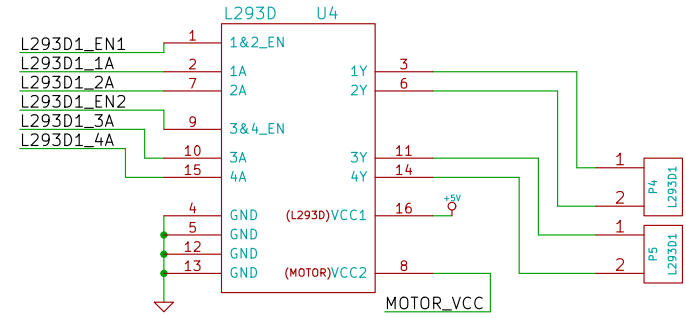 L293D U4
L293D1_EN1 1 1&2_EN
L293D1_1A 2 1A 1Y 3
L293D1_2A 7 2A 2Y 6
L293D1_EN2 9 3&4_EN
L293D1_3A 10 3A 3Y 11
L293D1_4A 15 4A 4Y 14
4 GND (L293D)VCC1 16 +5V
5 GND
12 GND
13 GND (MOTOR)VCC2 8
MOTOR_VCC
1 2 P4 L293D1
1 2 P5 L293D1